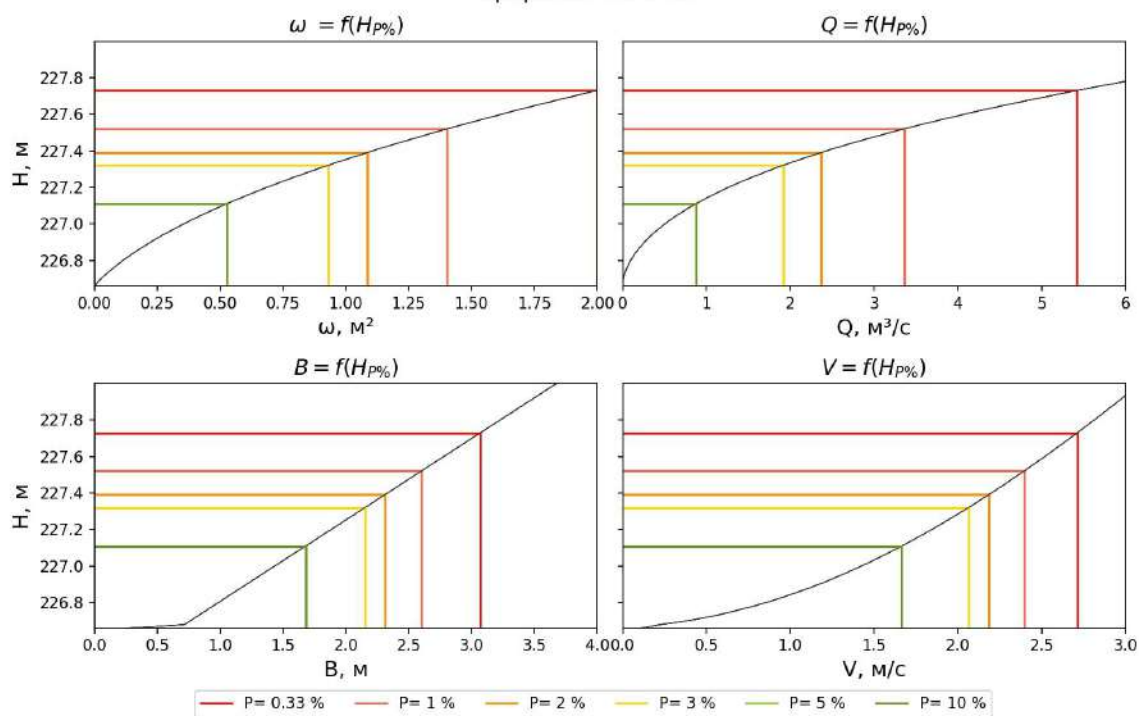 ω = f(H_P%)
Q = f(H_P%)
H, м
227.8
227.6
227.4
227.2
227.0
226.8
0.00 0.25 0.50 0.75 1.00 1.25 1.50 1.75 2.00
ω, м²
0 1 2 3 4 5 6
Q, м³/с
B = f(H_P%)
V = f(H_P%)
H, м
227.8
227.6
227.4
227.2
227.0
226.8
0.0 0.5 1.0 1.5 2.0 2.5 3.0 3.5 4.0
B, м
0.0 0.5 1.0 1.5 2.0 2.5 3.0
V, м/с
P= 0.33 % P= 1 % P= 2 % P= 3 % P= 5 % P= 10 %